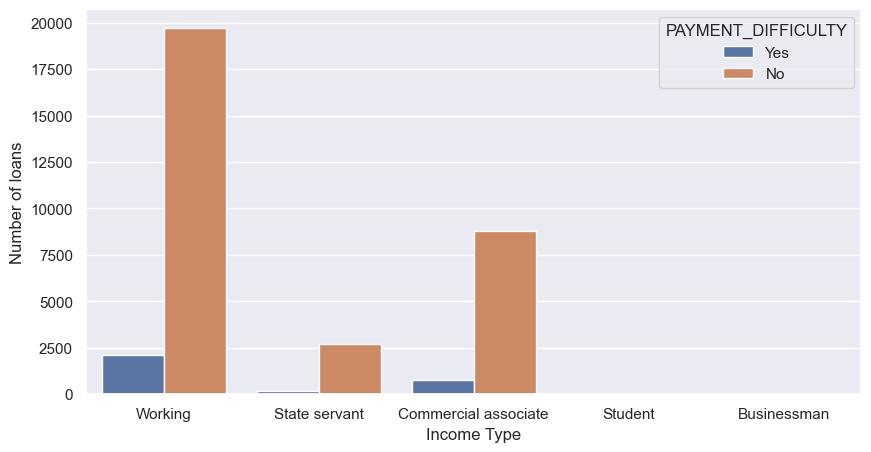 PAYMENT_DIFFICULTY
Yes
No
Number of loans
20000
17500
15000
12500
10000
7500
5000
2500
0
Working State servant Commercial associate Student Businessman
Income Type